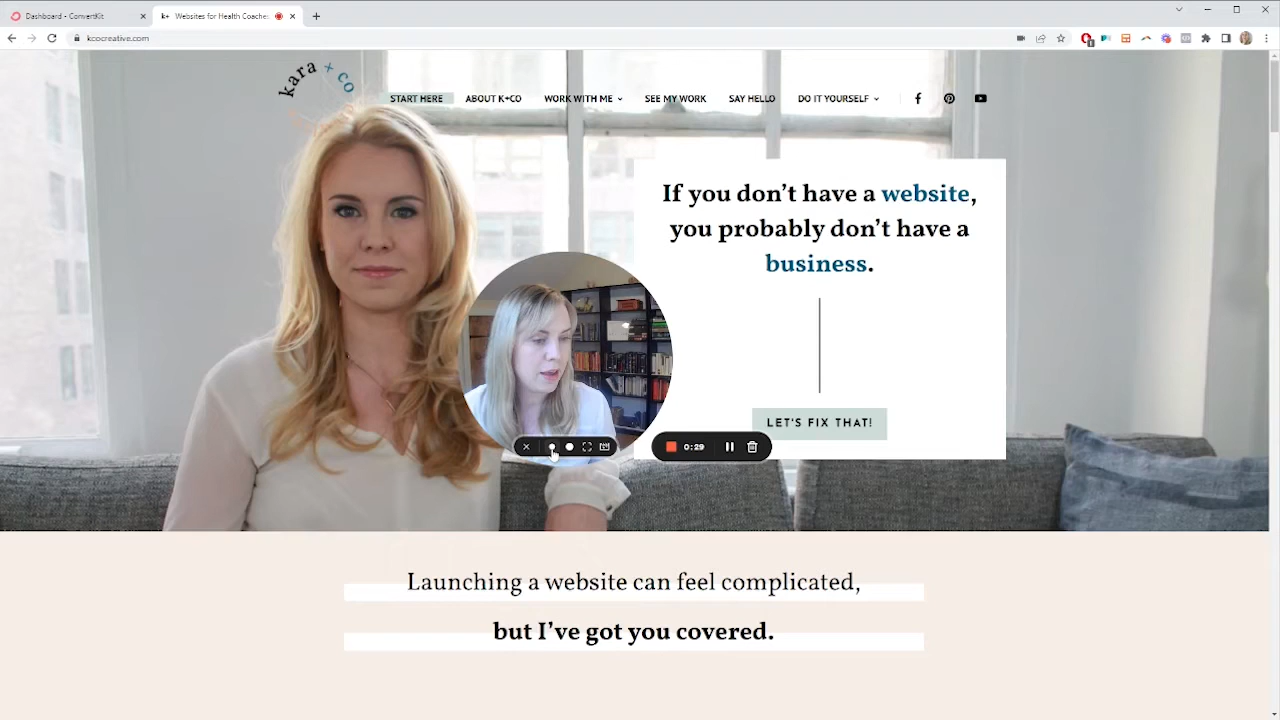 Dashboard - ConvertKit
k+ Websites for Health Coaches
kcocreative.com
kara + co
START HERE ABOUT K+CO WORK WITH ME SEE MY WORK SAY HELLO DO IT YOURSELF
If you don't have a website,
you probably don't have a
business.
LET'S FIX THAT!
0:29
Launching a website can feel complicated,
but I've got you covered.